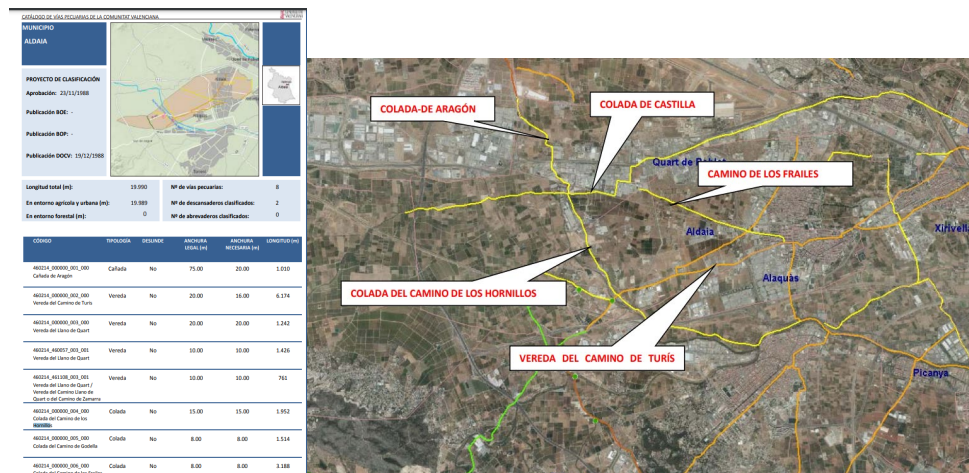 CATÁLOGO DE VÍAS PECUARIAS DE LA COMUNITAT VALENCIANA
MUNICIPIO
ALDAIA
PROYECTO DE CLASIFICACIÓN
Aprobación: 23/11/1988
Publicación BOE: -
Publicación BOP: -
Publicación DOCV: 19/12/1988
Longitud total (m): 19.990 Nº de vías pecuarias: 8
En entorno agrícola y urbana (m): 19.989 Nº de descansaderos clasificados: 2
En entorno forestal (m): 0 Nº de abrevaderos clasificados: 0
CÓDIGO TIPOLOGÍA DESLINDE ANCHURA LEGAL (m) ANCHURA NECESARIA (m) LONGITUD (m)
460214_000000_001_000 Cañada No 75.00 20.00 1.010
Cañada de Aragón
460214_000000_002_000 Vereda No 20.00 16.00 6.174
Vereda del Camino de Turís
460214_000000_003_000 Vereda No 20.00 20.00 1.242
Vereda del Llano de Quart
460214_460057_003_001 Vereda No 10.00 10.00 1.426
Vereda del Llano de Quart
460214_461108_003_001 Vereda No 10.00 10.00 761
Vereda del Llano de Quart /
Vereda del Camino Llano de
Quart o del Camino de Zamarra
460214_000000_004_000 Colada No 15.00 15.00 1.952
Colada del Camino de los
Hornillos
460214_000000_005_000 Colada No 8.00 8.00 1.514
Colada del Camino de Godella
460214_000000_006_000 Colada No 8.00 8.00 3.188
Colada del Camino de los Frailes
COLADA-DE ARAGÓN
COLADA DE CASTILLA
Quart de Poblet
CAMINO DE LOS FRAILES
Aldaia
Xirivella
Alaquàs
COLADA DEL CAMINO DE LOS HORNILLOS
VEREDA DEL CAMINO DE TURÍS
Picanya